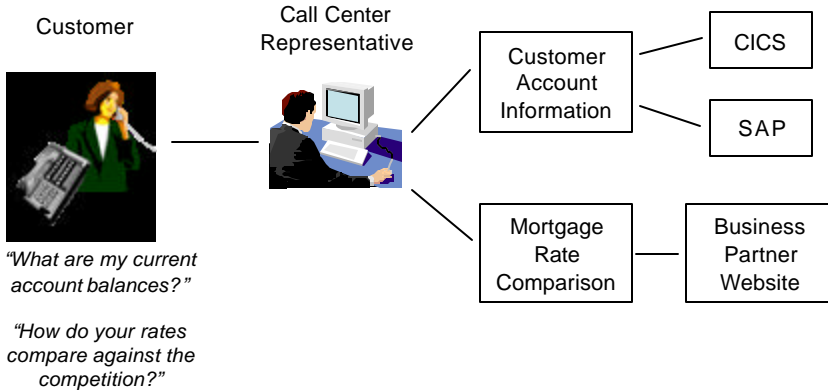 Customer
Call Center
Representative
Customer
Account
Information
CICS
SAP
Mortgage
Rate
Comparison
Business
Partner
Website
“What are my current
account balances?”
“How do your rates
compare against the
competition?”